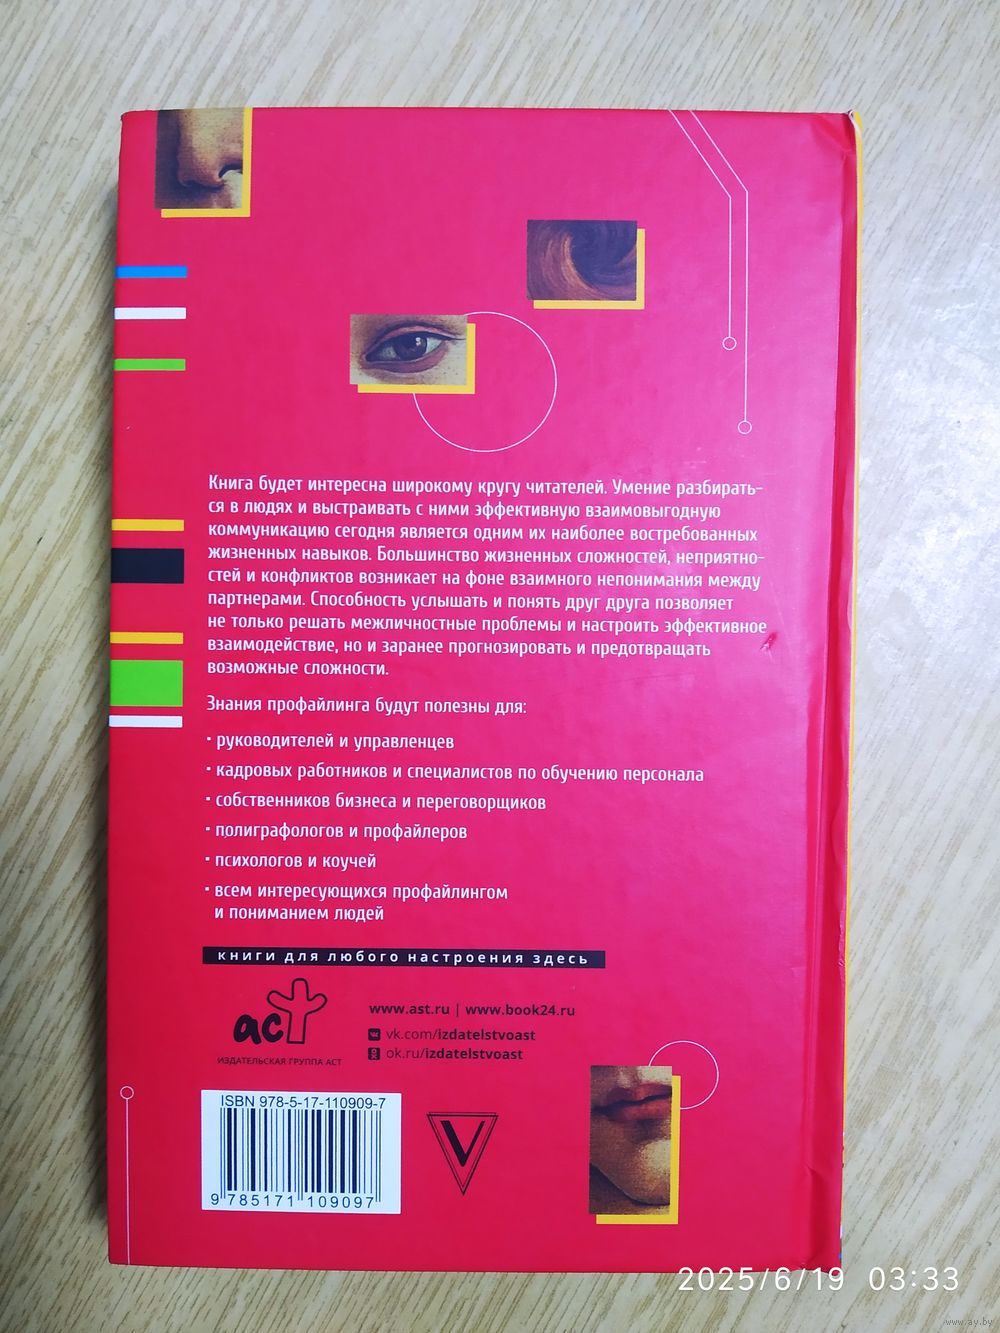 Книга будет интересна широкому кругу читателей. Умение разбирать-
ся в людях и выстраивать с ними эффективную взаимовыгодную
коммуникацию сегодня является одним их наиболее востребованных
жизненных навыков. Большинство жизненных сложностей, неприятно-
стей и конфликтов возникает на фоне взаимного непонимания между
партнерами. Способность услышать и понять друг друга позволяет
не только решать межличностные проблемы и настроить эффективное
взаимодействие, но и заранее прогнозировать и предотвращать
возможные сложности.
Знания профайлинга будут полезны для:
· руководителей и управленцев
· кадровых работников и специалистов по обучению персонала
· собственников бизнеса и переговорщиков
· полиграфологов и профайлеров
· психологов и коучей
· всем интересующихся профайлингом
и пониманием людей
книги для любого настроения здесь
аст
ИЗДАТЕЛЬСКАЯ ГРУППА АСТ
www.ast.ru | www.book24.ru
vk.com/izdatelstvoast
ok.ru/izdatelstvoast
ISBN 978-5-17-110909-7
9 785171 109097
V
2025/6/19 03:33
www.ay.by